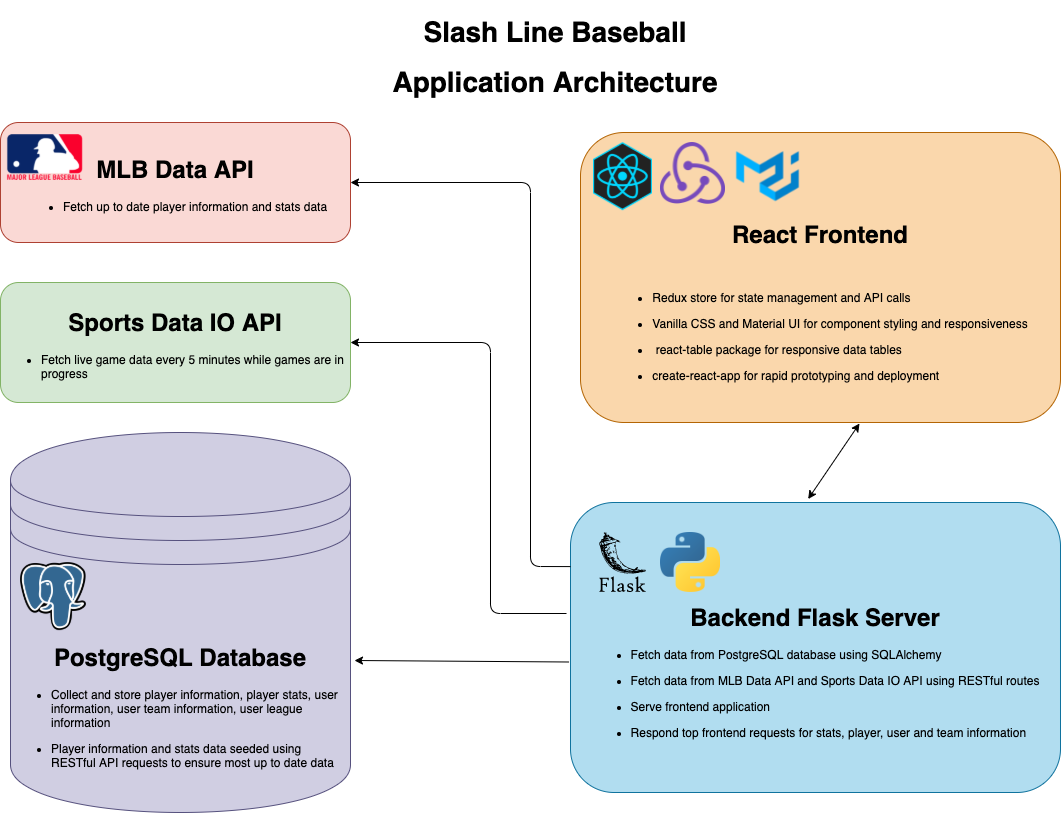 Slash Line Baseball
Application Architecture
MAJOR LEAGUE BASEBALL
MLB Data API
• Fetch up to date player information and stats data
Sports Data IO API
• Fetch live game data every 5 minutes while games are in
progress
PostgreSQL Database
• Collect and store player information, player stats, user
information, user team information, user league
information
• Player information and stats data seeded using
RESTful API requests to ensure most up to date data
React Frontend
• Redux store for state management and API calls
• Vanilla CSS and Material UI for component styling and responsiveness
• react-table package for responsive data tables
• create-react-app for rapid prototyping and deployment
Flask
Backend Flask Server
• Fetch data from PostgreSQL database using SQLAlchemy
• Fetch data from MLB Data API and Sports Data IO API using RESTful routes
• Serve frontend application
• Respond top frontend requests for stats, player, user and team information